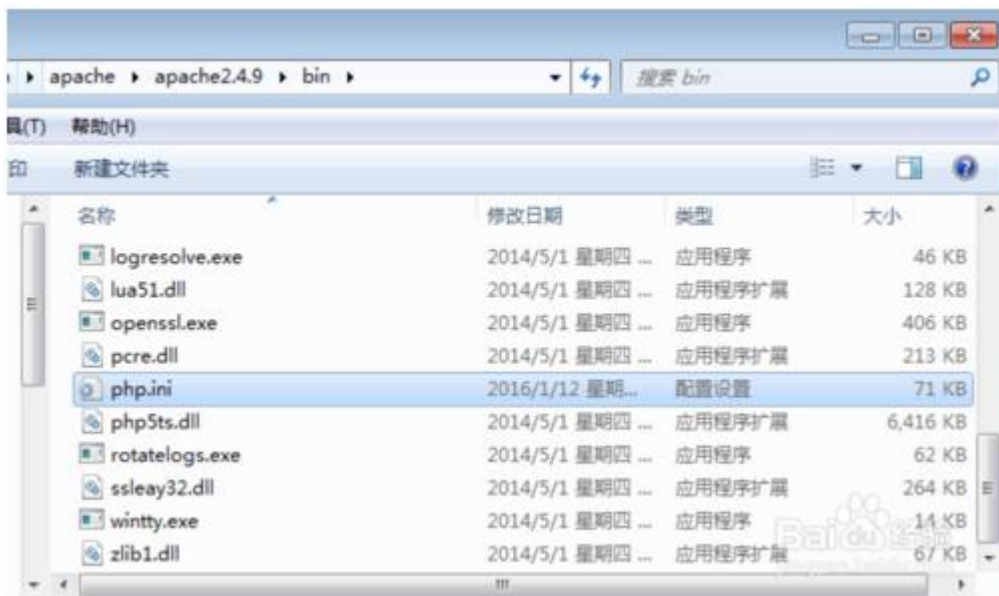 apache ▸ apache2.4.9 ▸ bin ▸ 搜索 bin
具(T) 帮助(H)
印 新建文件夹
名称 修改日期 类型 大小
logresolve.exe 2014/5/1 星期四 ... 应用程序 46 KB
lua51.dll 2014/5/1 星期四 ... 应用程序扩展 128 KB
openssl.exe 2014/5/1 星期四 ... 应用程序 406 KB
pcre.dll 2014/5/1 星期四 ... 应用程序扩展 213 KB
php.ini 2016/1/12 星期... 配置设置 71 KB
php5ts.dll 2014/5/1 星期四 ... 应用程序扩展 6,416 KB
rotatelogs.exe 2014/5/1 星期四 ... 应用程序 62 KB
ssleay32.dll 2014/5/1 星期四 ... 应用程序扩展 264 KB
wintty.exe 2014/5/1 星期四 ... 应用程序 14 KB
zlib1.dll 2014/5/1 星期四 ... 应用程序扩展 67 KB
Baidu 经验